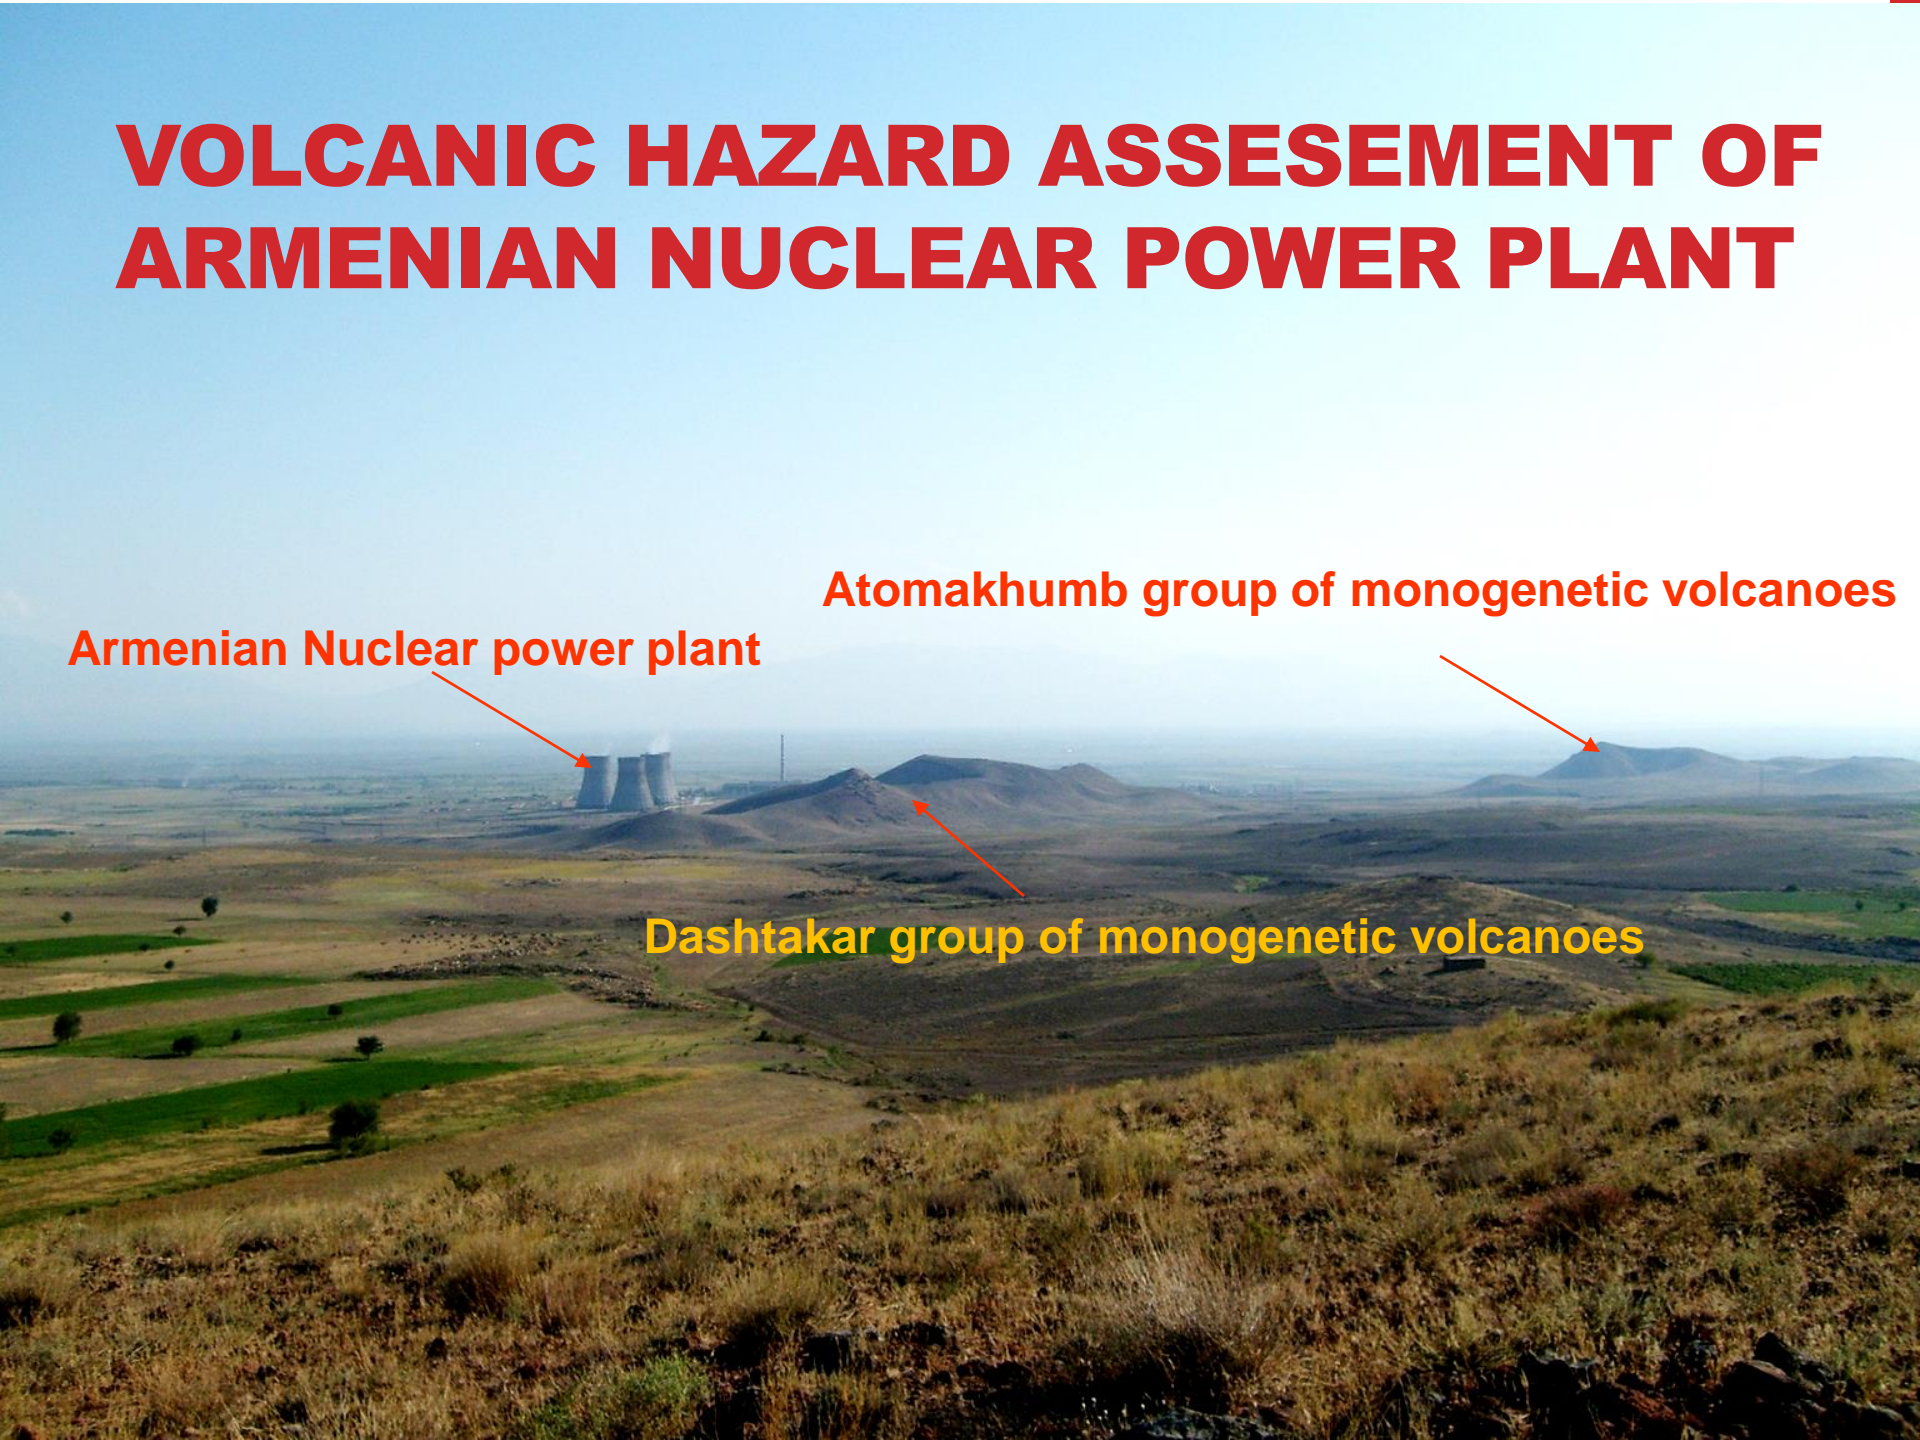 VOLCANIC HAZARD ASSESEMENT OF
ARMENIAN NUCLEAR POWER PLANT
Atomakhumb group of monogenetic volcanoes
Armenian Nuclear power plant
Dashtakar group of monogenetic volcanoes